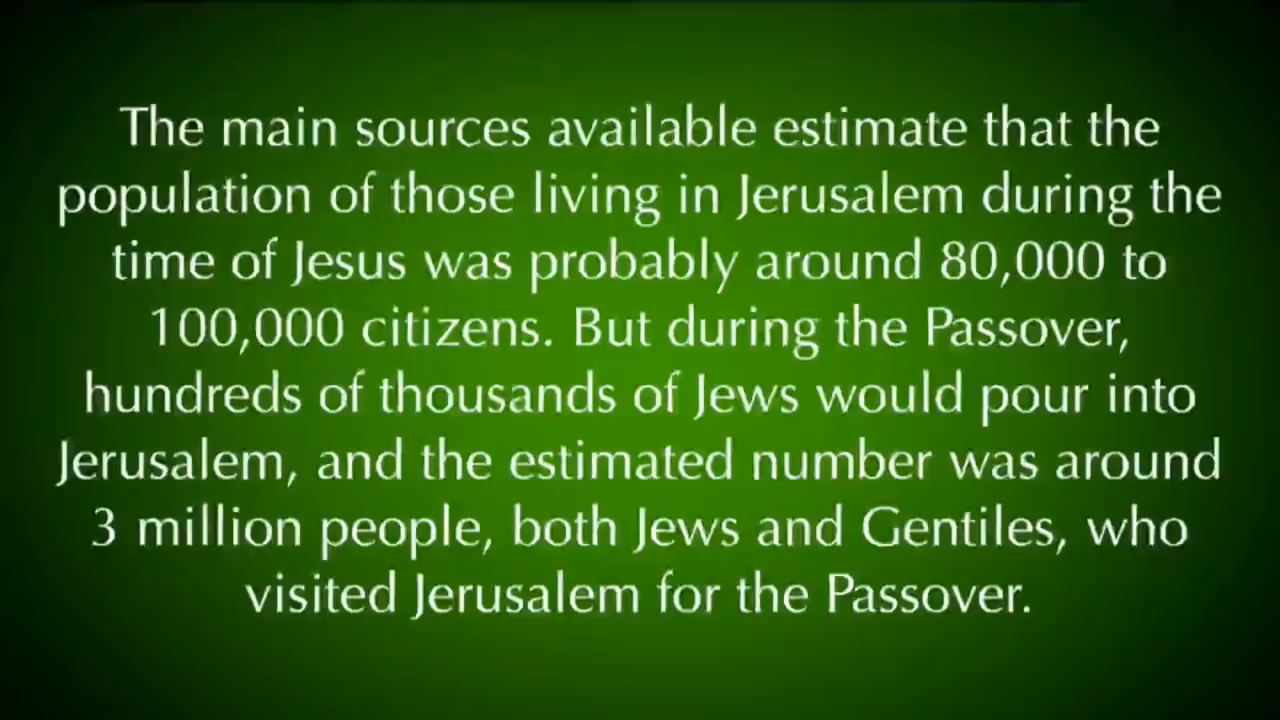 The main sources available estimate that the
population of those living in Jerusalem during the
time of Jesus was probably around 80,000 to
100,000 citizens. But during the Passover,
hundreds of thousands of Jews would pour into
Jerusalem, and the estimated number was around
3 million people, both Jews and Gentiles, who
visited Jerusalem for the Passover.